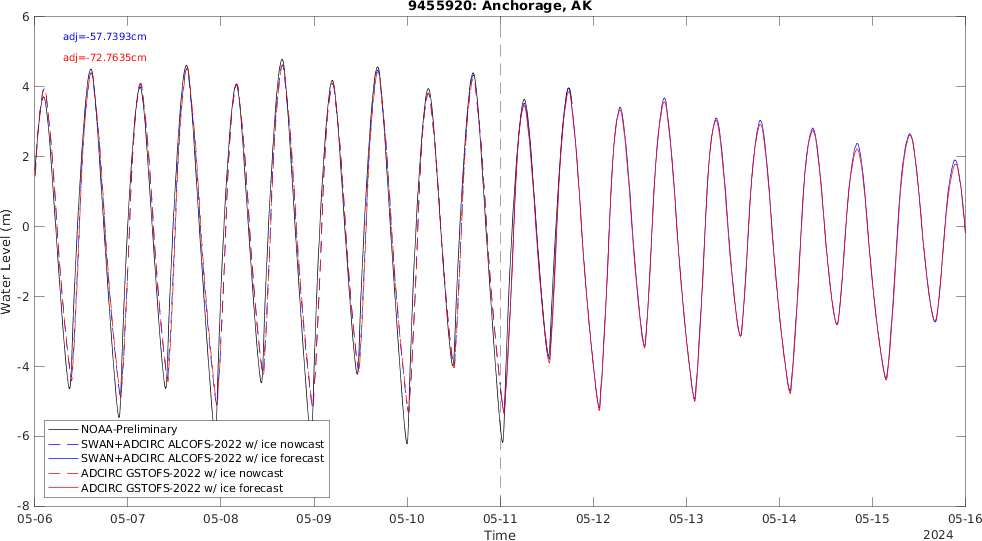 9455920: Anchorage, AK
adj=-57.7393cm
adj=-72.7635cm
6
4
2
0
-2
-4
-6
-8
Water Level (m)
NOAA-Preliminary
SWAN+ADCIRC ALCOFS-2022 w/ ice nowcast
SWAN+ADCIRC ALCOFS-2022 w/ ice forecast
ADCIRC GSTOFS-2022 w/ ice nowcast
ADCIRC GSTOFS-2022 w/ ice forecast
05-06 05-07 05-08 05-09 05-10 05-11 05-12 05-13 05-14 05-15 05-16
Time
2024